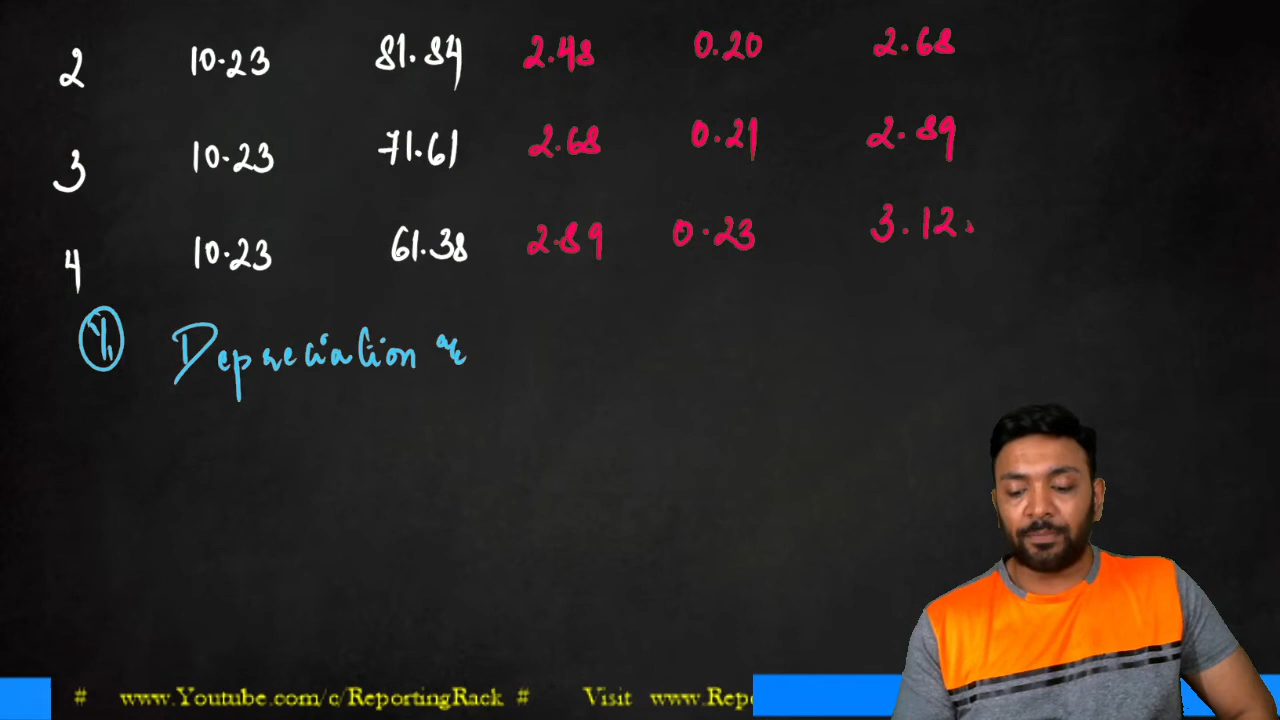 2 10.23 81.84 2.48 0.20 2.68
3 10.23 71.61 2.68 0.21 2.89
4 10.23 61.38 2.89 0.23 3.12
Depreciation
# www.Youtube.com/c/ReportingRack # Visit www.Repo